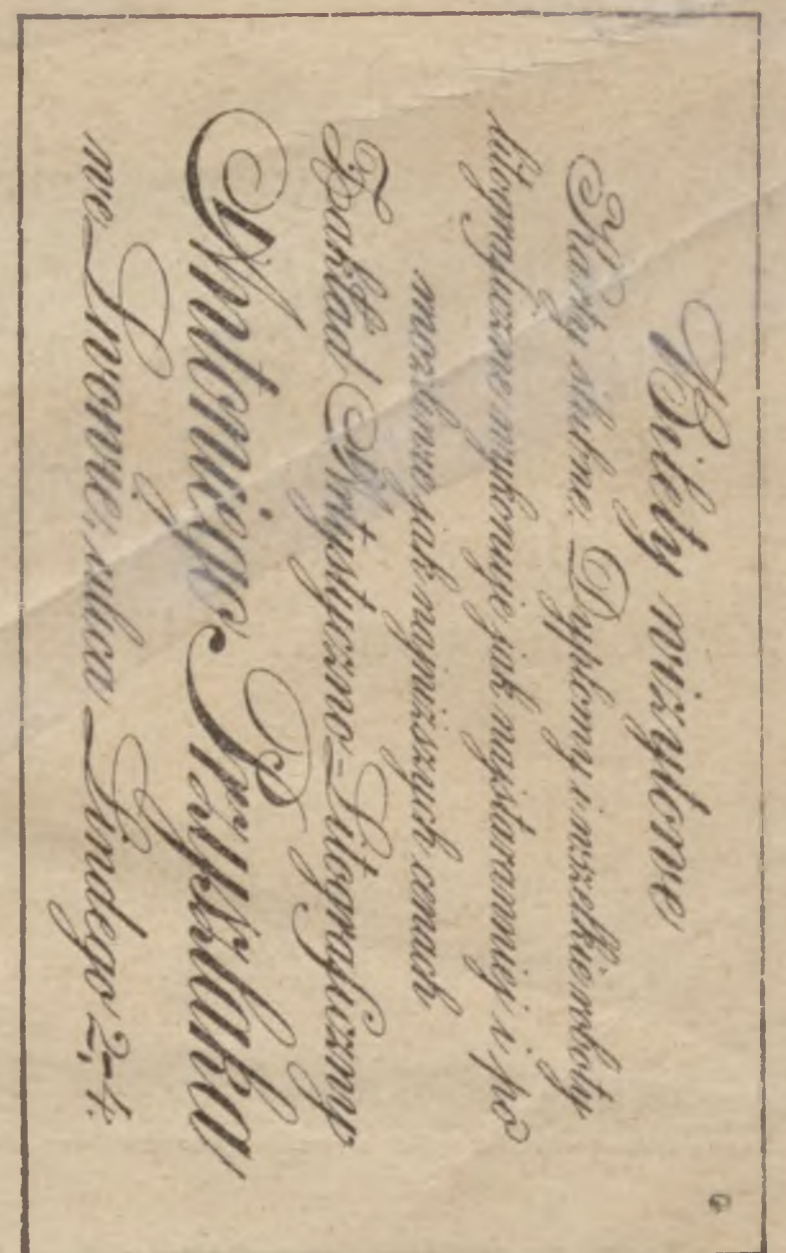 Bilety wizytowe
Karty ślubne, Dyplomy i wszelkie roboty
litograficzne wykonuje jak najstaranniej i po
możliwie jak najniższych cenach
Zakład Artystyczno-Litograficzny
Antoniego Przyszlaka
we Lwowie, ulica Lindego 2-4.